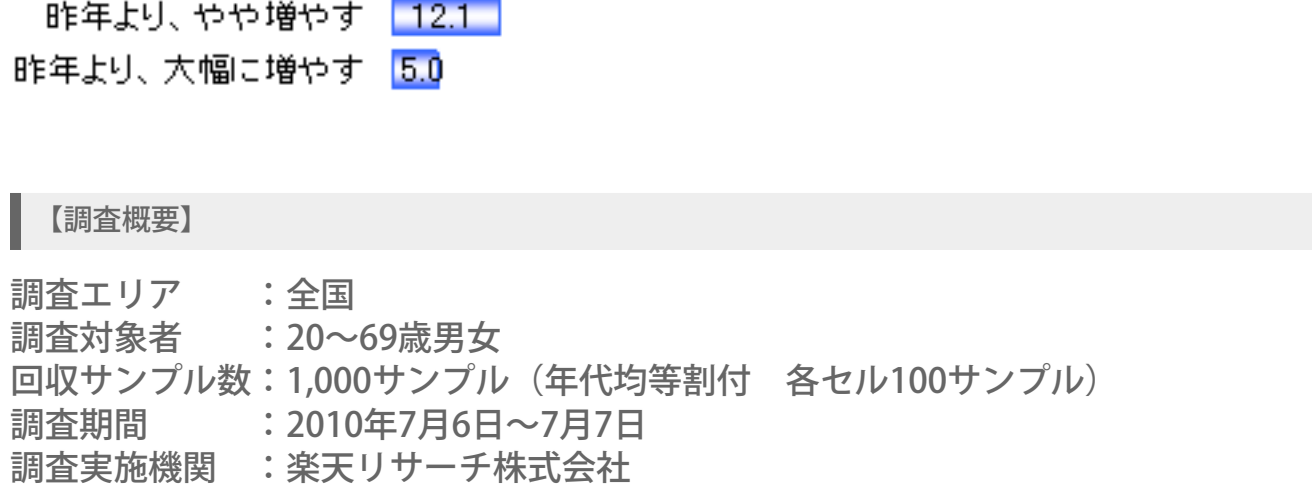 昨年より、やや増やす 12.1
昨年より、大幅に増やす 5.0
【調査概要】
調査エリア　　：全国
調査対象者　　：20～69歳男女
回収サンプル数：1,000サンプル（年代均等割付　各セル100サンプル）
調査期間　　　：2010年7月6日～7月7日
調査実施機関　：楽天リサーチ株式会社